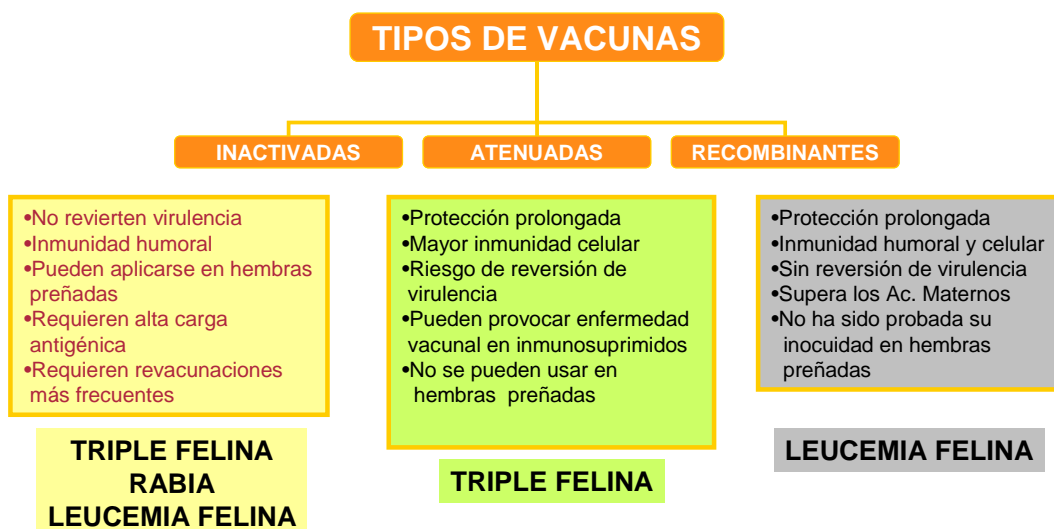 TIPOS DE VACUNAS
INACTIVADAS
ATENUADAS
RECOMBINANTES
•No revierten virulencia
•Inmunidad humoral
•Pueden aplicarse en hembras
preñadas
•Requieren alta carga
antigénica
•Requieren revacunaciones
más frecuentes
TRIPLE FELINA
RABIA
LEUCEMIA FELINA
•Protección prolongada
•Mayor inmunidad celular
•Riesgo de reversión de
virulencia
•Pueden provocar enfermedad
vacunal en inmunosuprimidos
•No se pueden usar en
hembras preñadas
TRIPLE FELINA
•Protección prolongada
•Inmunidad humoral y celular
•Sin reversión de virulencia
•Supera los Ac. Maternos
•No ha sido probada su
inocuidad en hembras
preñadas
LEUCEMIA FELINA